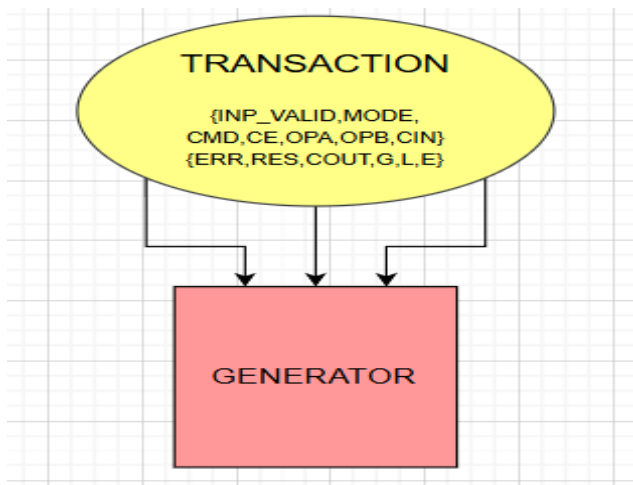 TRANSACTION
{INP_VALID,MODE,
CMD,CE,OPA,OPB,CIN}
{ERR,RES,COUT,G,L,E}
GENERATOR